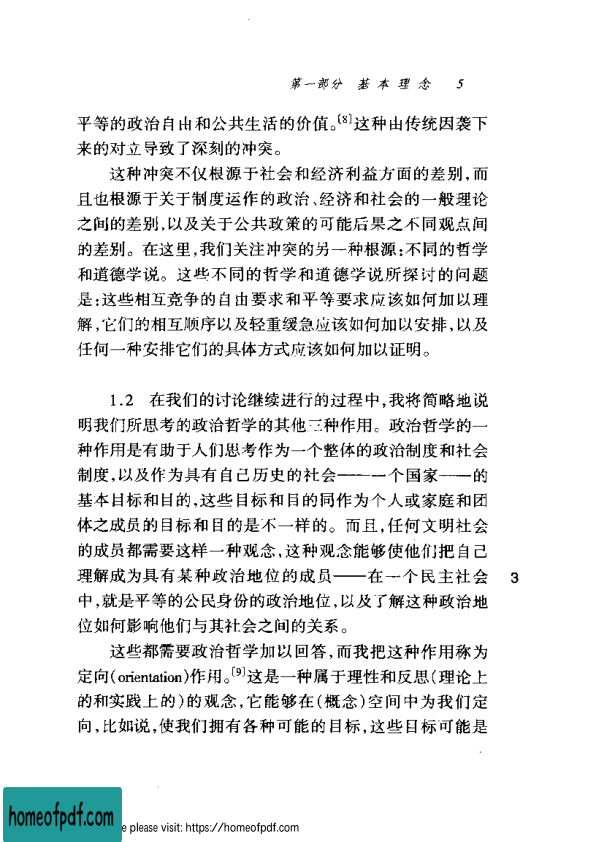 第一部分 基本理念 5
平等的政治自由和公共生活的价值。〔8〕这种由传统因袭下
来的对立导致了深刻的冲突。
这种冲突不仅根源于社会和经济利益方面的差别,而
且也根源于关于制度运作的政治、经济和社会的一般理论
之间的差别,以及关于公共政策的可能后果之不同观点间
的差别。在这里,我们关注冲突的另一种根源:不同的哲学
和道德学说。这些不同的哲学和道德学说所探讨的问题
是:这些相互竞争的自由要求和平等要求应该如何加以理
解,它们的相互顺序以及轻重缓急应该如何加以安排,以及
任何一种安排它们的具体方式应该如何加以证明。
1.2 在我们的讨论继续进行的过程中,我将简略地说
明我们所思考的政治哲学的其他三种作用。政治哲学的一
种作用是有助于人们思考作为一个整体的政治制度和社会
制度,以及作为具有自己历史的社会——一个国家——的
基本目标和目的,这些目标和目的同作为个人或家庭和团
体之成员的目标和目的是不一样的。而且,任何文明社会
的成员都需要这样一种观念,这种观念能够使他们把自己
理解成为具有某种政治地位的成员——在一个民主社会 3
中,就是平等的公民身份的政治地位,以及了解这种政治地
位如何影响他们与其社会之间的关系。
这些都需要政治哲学加以回答,而我把这种作用称为
定向(orientation)作用。〔9〕这是一种属于理性和反思(理论上
的和实践上的)的观念,它能够在(概念)空间中为我们定
向,比如说,使我们拥有各种可能的目标,这些目标可能是
homeofpdf.com
e please visit: https://homeofpdf.com